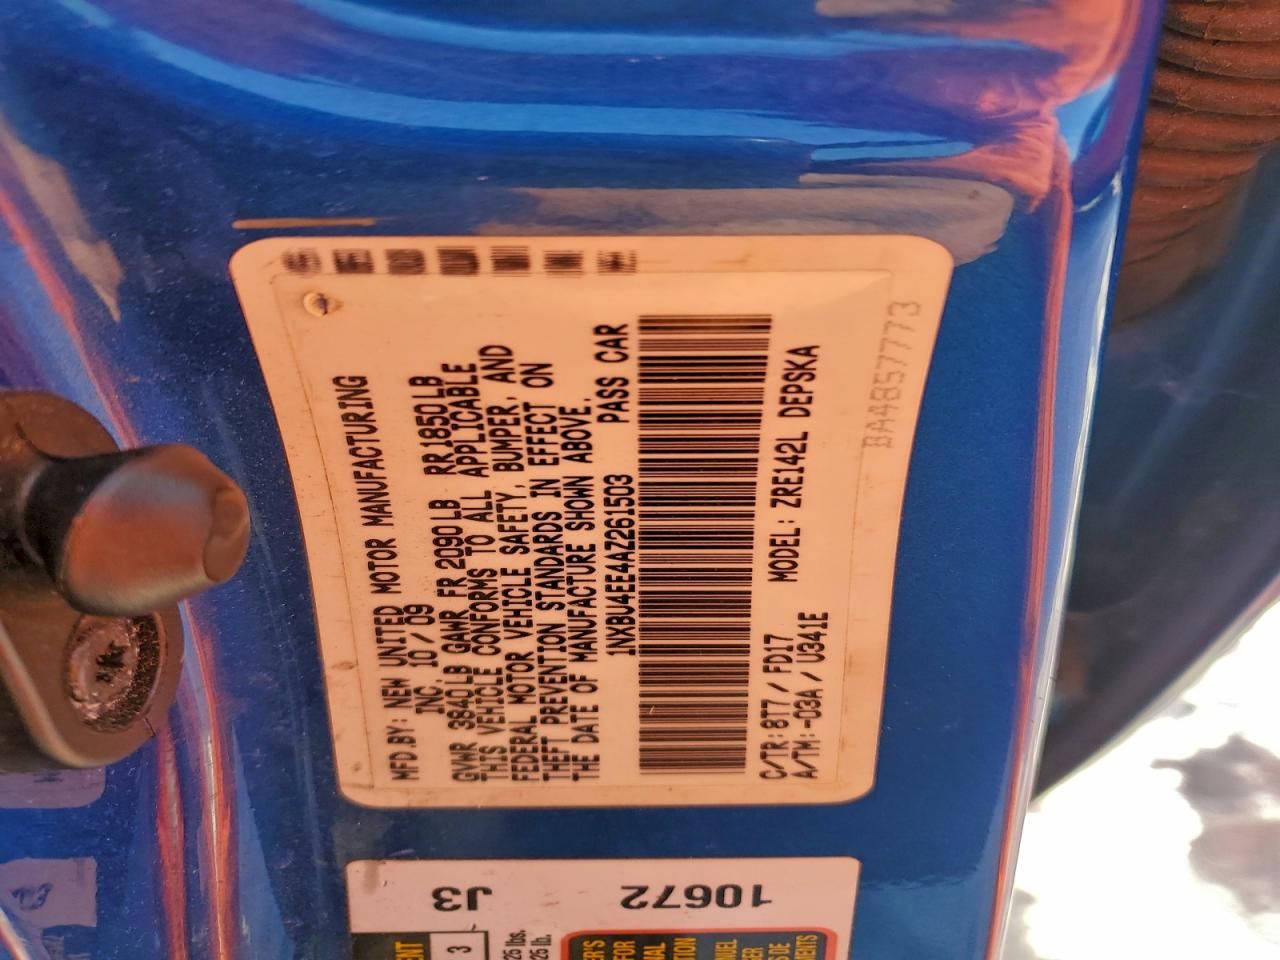 MFD.BY: NEW UNITED MOTOR MANUFACTURING
INC. 10/09
GVWR 3840LB GAWR FR 2090LB RR1850LB
THIS VEHICLE CONFORMS TO ALL APPLICABLE
FEDERAL MOTOR VEHICLE SAFETY, BUMPER, AND
THEFT PREVENTION STANDARDS IN EFFECT ON
THE DATE OF MANUFACTURE SHOWN ABOVE.
1NXBU4EE4AZ261503 PASS CAR
C/TR:8T7/FD17 MODEL: ZRE142L DEPSKA
A/TM:-03A/U341E
BA4857773
J3
10672
3